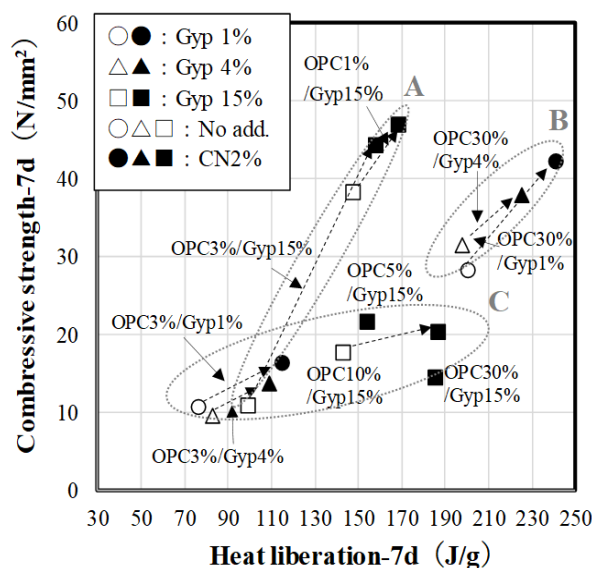 60
50
40
30
20
10
0
30 50 70 90 110 130 150 170 190 210 230 250
Combressive strength-7d （N/mm²）
Heat liberation-7d （J/g）
○● : Gyp 1%
△▲ : Gyp 4%
□■ : Gyp 15%
○△□ : No add.
●▲■ : CN2%
OPC1%
/Gyp15%
A
B
OPC30%
/Gyp4%
OPC30%
/Gyp1%
OPC3%/Gyp15%
OPC5%
/Gyp15%
C
OPC3%/Gyp1%
OPC10%
/Gyp15%
OPC30%
/Gyp15%
OPC3%/Gyp4%